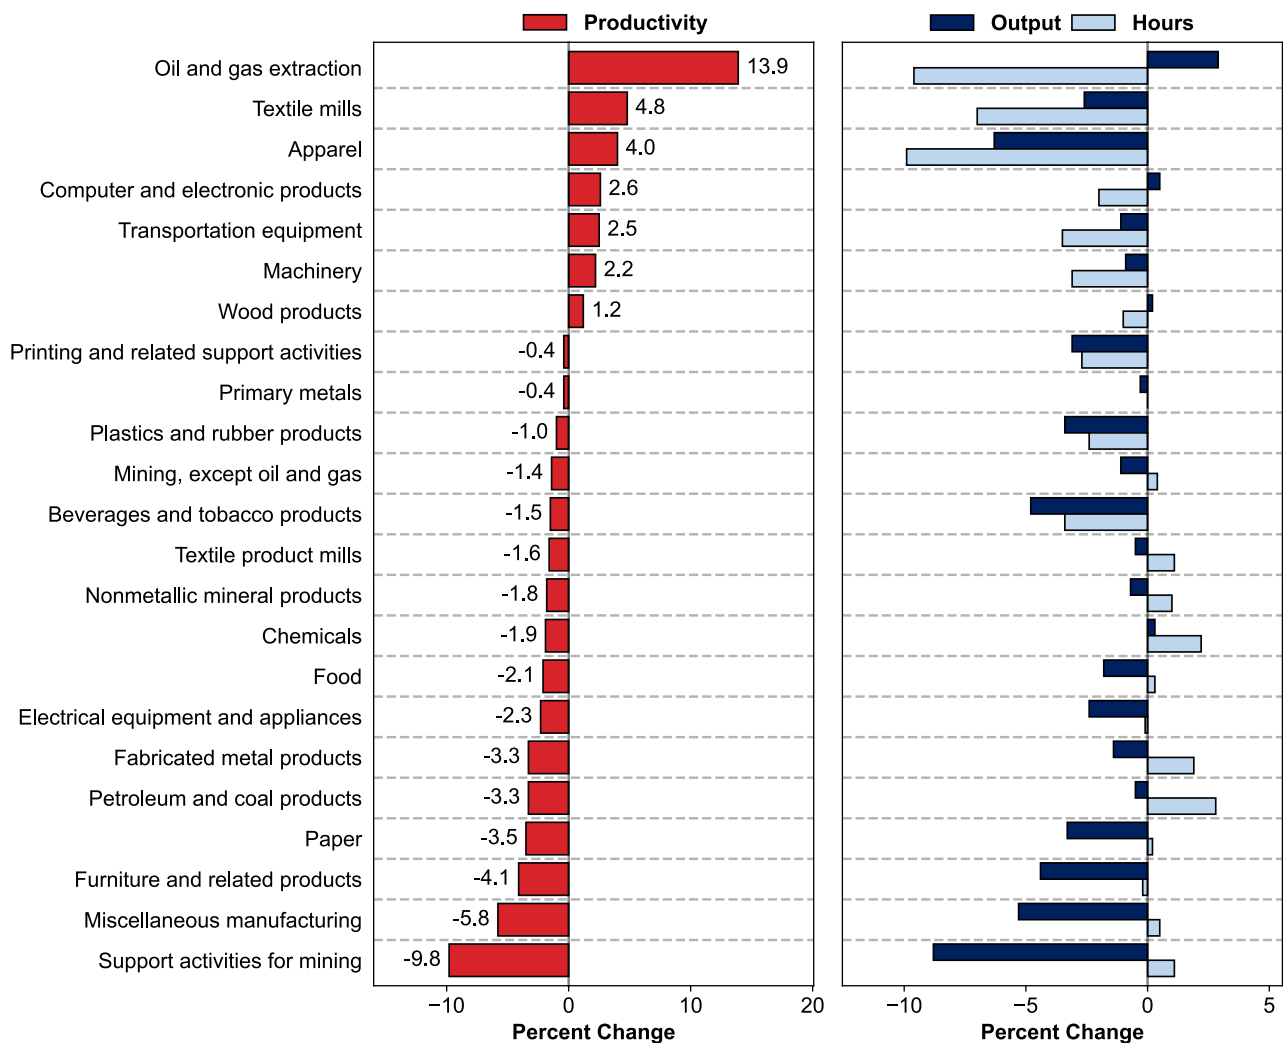 Productivity
Output Hours
Oil and gas extraction 13.9
Textile mills 4.8
Apparel 4.0
Computer and electronic products 2.6
Transportation equipment 2.5
Machinery 2.2
Wood products 1.2
Printing and related support activities -0.4
Primary metals -0.4
Plastics and rubber products -1.0
Mining, except oil and gas -1.4
Beverages and tobacco products -1.5
Textile product mills -1.6
Nonmetallic mineral products -1.8
Chemicals -1.9
Food -2.1
Electrical equipment and appliances -2.3
Fabricated metal products -3.3
Petroleum and coal products -3.3
Paper -3.5
Furniture and related products -4.1
Miscellaneous manufacturing -5.8
Support activities for mining -9.8
−10 0 10 20
Percent Change
−10 −5 0 5
Percent Change